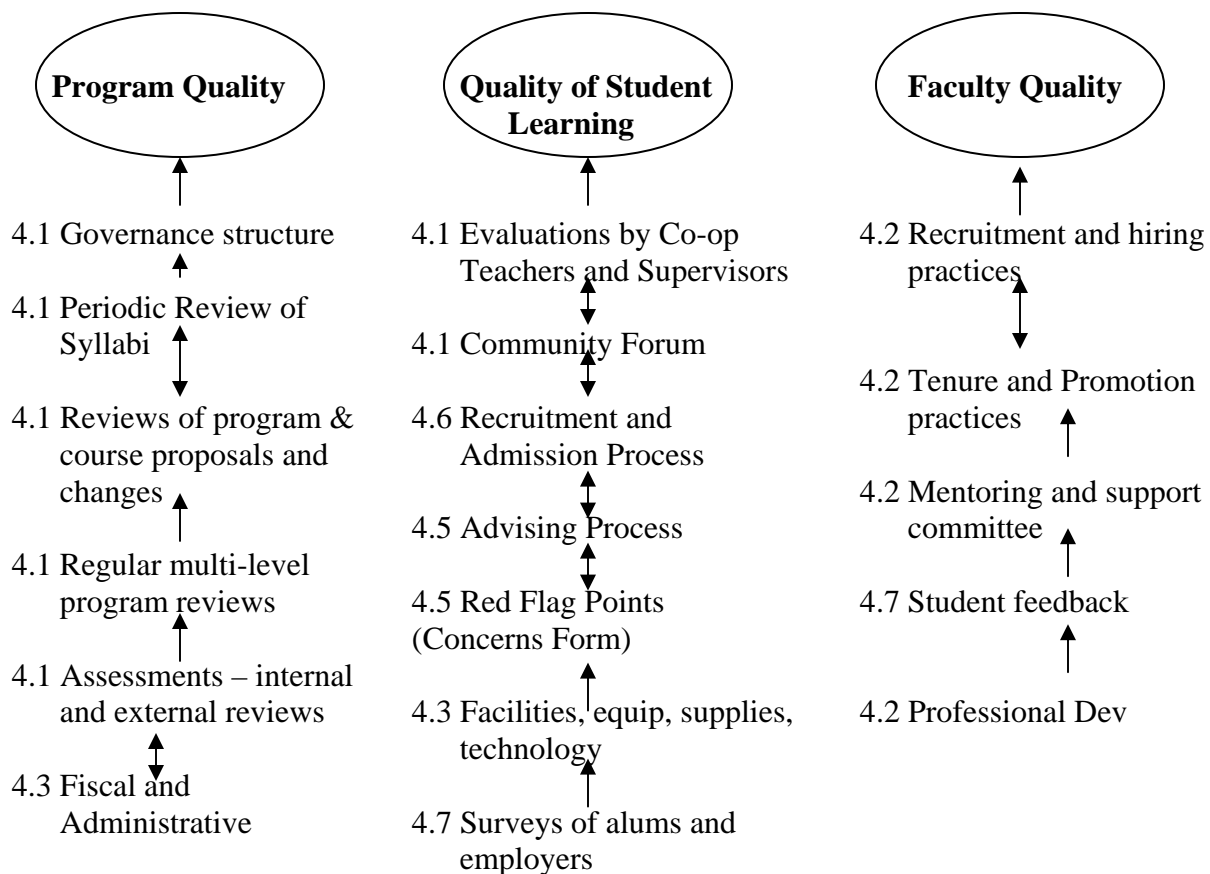 Program Quality
4.1 Governance structure
4.1 Periodic Review of
Syllabi
4.1 Reviews of program &
course proposals and
changes
4.1 Regular multi-level
program reviews
4.1 Assessments – internal
and external reviews
4.3 Fiscal and
Administrative
Quality of Student
Learning
4.1 Evaluations by Co-op
Teachers and Supervisors
4.1 Community Forum
4.6 Recruitment and
Admission Process
4.5 Advising Process
4.5 Red Flag Points
(Concerns Form)
4.3 Facilities, equip, supplies,
technology
4.7 Surveys of alums and
employers
Faculty Quality
4.2 Recruitment and hiring
practices
4.2 Tenure and Promotion
practices
4.2 Mentoring and support
committee
4.7 Student feedback
4.2 Professional Dev